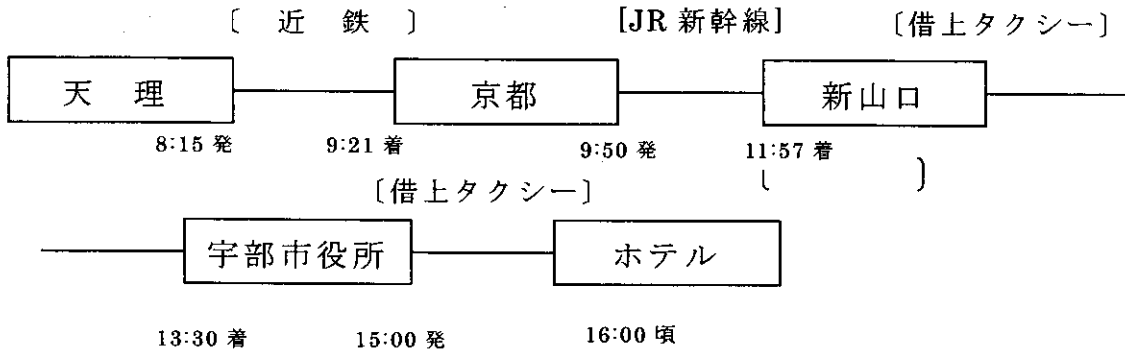 〔 近 鉄 〕 [JR 新幹線] 〔借上タクシー〕
天 理 京都 新山口
8:15 発 9:21 着 9:50 発 11:57 着
〔 〕
〔借上タクシー〕
宇部市役所 ホテル
13:30 着 15:00 発 16:00 頃